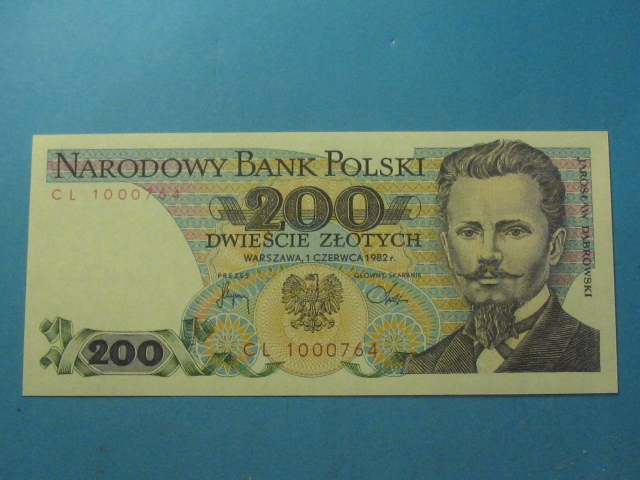 NARODOWY BANK POLSKI
CL 1000764
200
DWIEŚCIE ZŁOTYCH
WARSZAWA, 1 CZERWCA 1982 r.
PREZES
GŁÓWNY SKARBNIK
CL 1000764
200
JAROSŁAW DĄBROWSKI